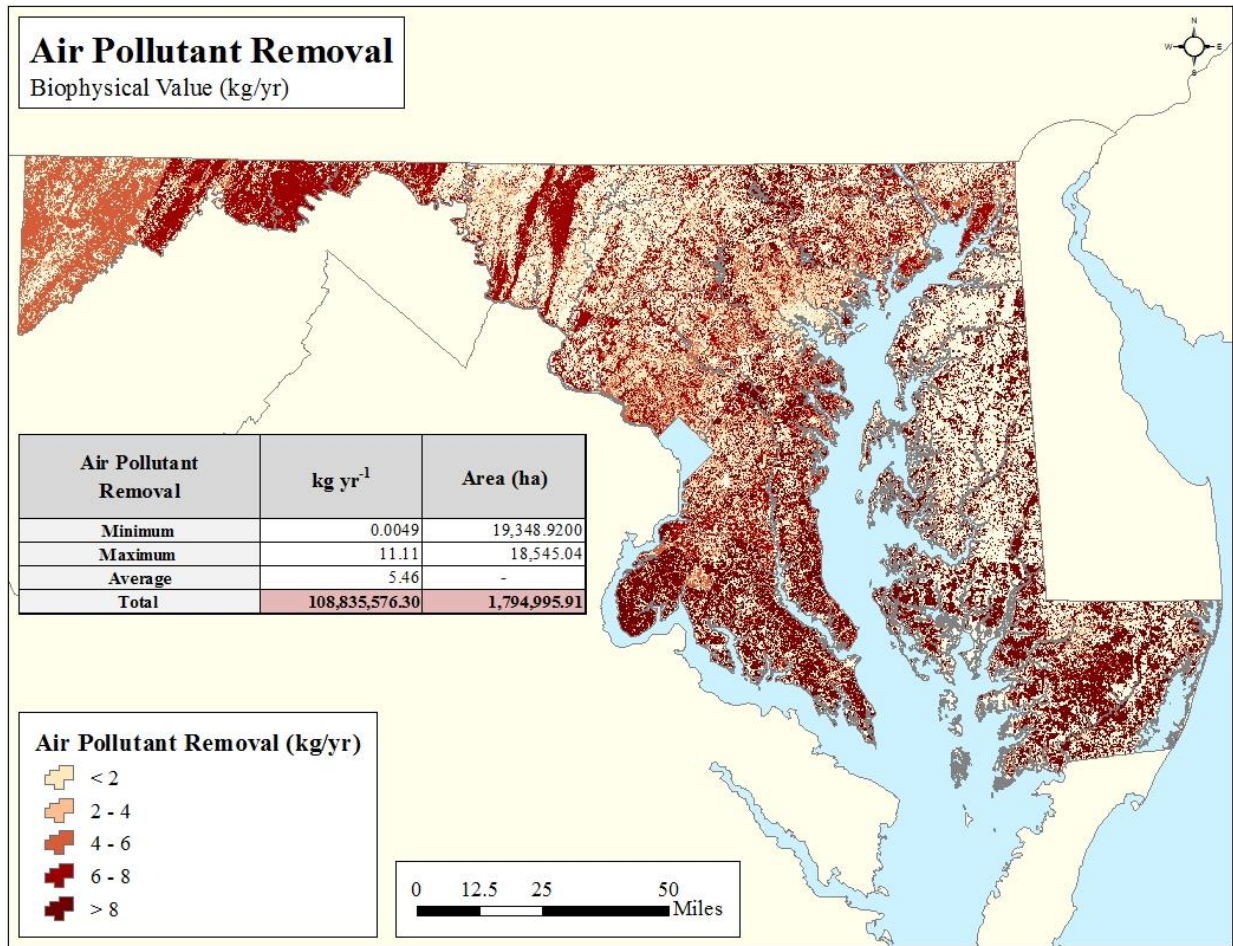 Air Pollutant Removal
Biophysical Value (kg/yr)
N
W E
S
Air Pollutant Removal kg yr-1 Area (ha)
Minimum 0.0049 19,348.9200
Maximum 11.11 18,545.04
Average 5.46 -
Total 108,835,576.30 1,794,995.91
Air Pollutant Removal (kg/yr)
< 2
2 - 4
4 - 6
6 - 8
> 8
0 12.5 25 50
Miles